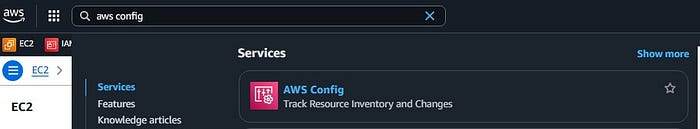 aws
aws config
EC2
EC2
Services
Features
Knowledge articles
EC2
Services
Show more
AWS Config
Track Resource Inventory and Changes